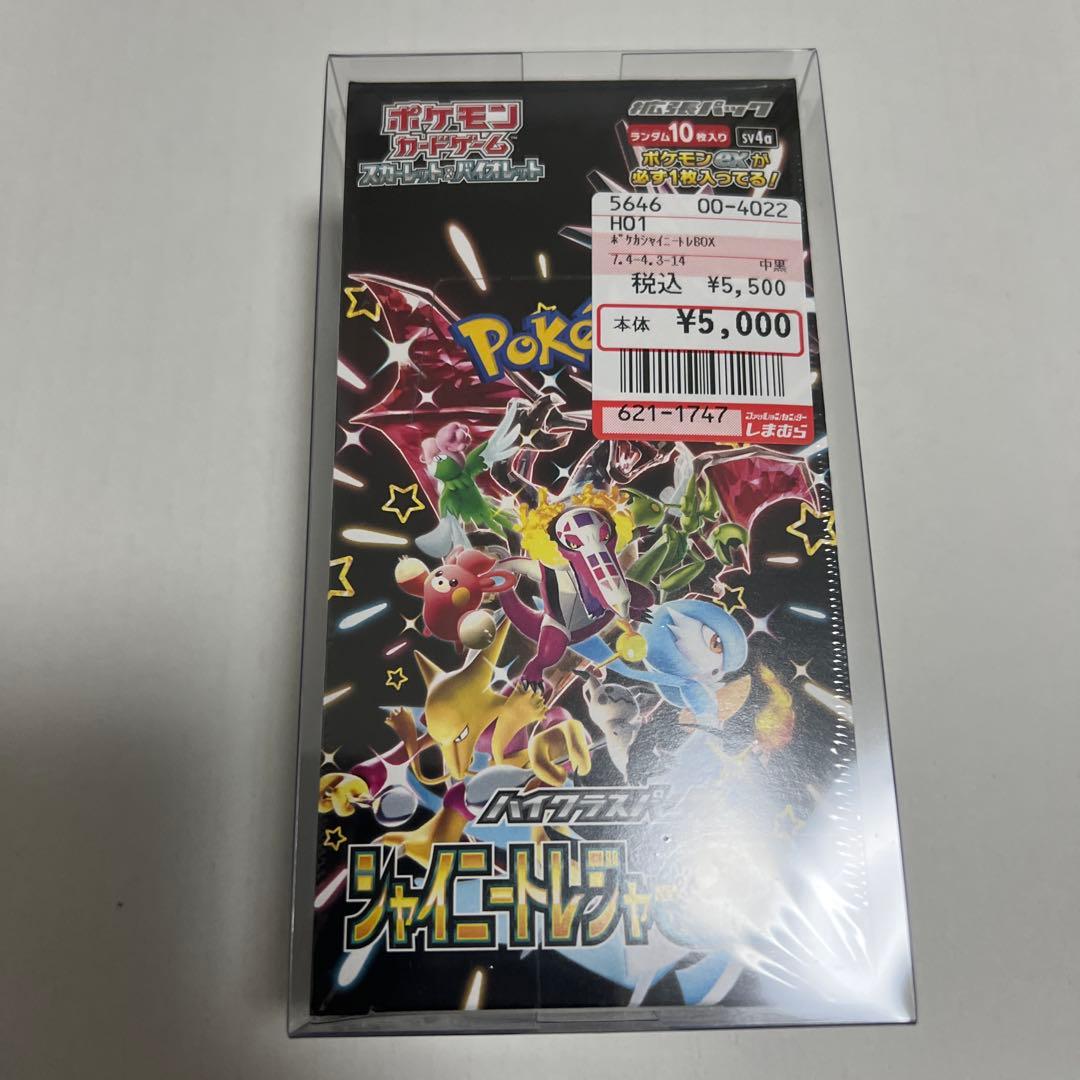 ポケモン
カードゲーム
スカーレット&バイオレット
拡張パック
ランダム10枚入り sv4a
ポケモンexが
必ず1枚入ってる!
5646 00-4022
H01
ポケカシャイニートレBOX
7.4-4.3-14 中黒
税込 ¥5,500
本体 ¥5,000
Poké
621-1747 ファッションセンター
しまむら
ハイクラスパ
シャイニートレジャー